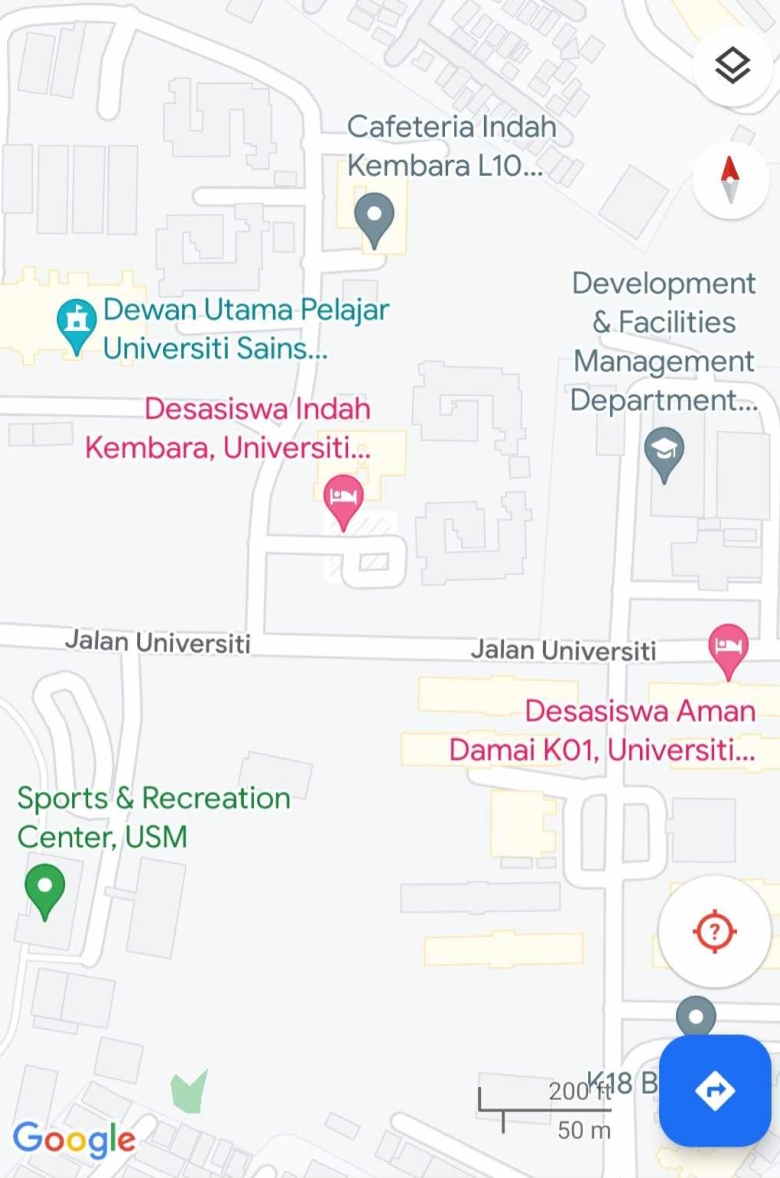 Cafeteria Indah
Kembara L10...
Development
& Facilities
Management
Department...
Dewan Utama Pelajar
Universiti Sains...
Desasiswa Indah
Kembara, Universiti...
Jalan Universiti
Jalan Universiti
Desasiswa Aman
Damai K01, Universiti...
Sports & Recreation
Center, USM
?
K18 B
200 ft
50 m
Google